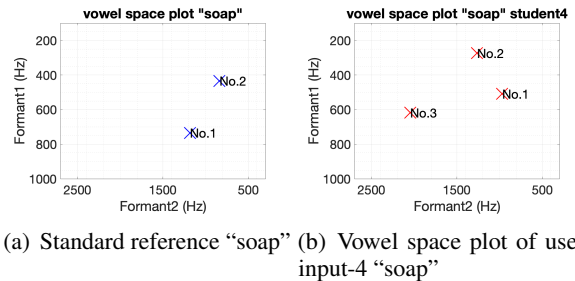 vowel space plot "soap"
200
400
600
800
1000
Formant1 (Hz)
No.2
No.1
2500
1500
500
Formant2 (Hz)
vowel space plot "soap" student4
200
400
600
800
1000
Formant1 (Hz)
No.2
No.1
No.3
2500
1500
500
Formant2 (Hz)
(a) Standard reference “soap”
(b) Vowel space plot of use
input-4 “soap”